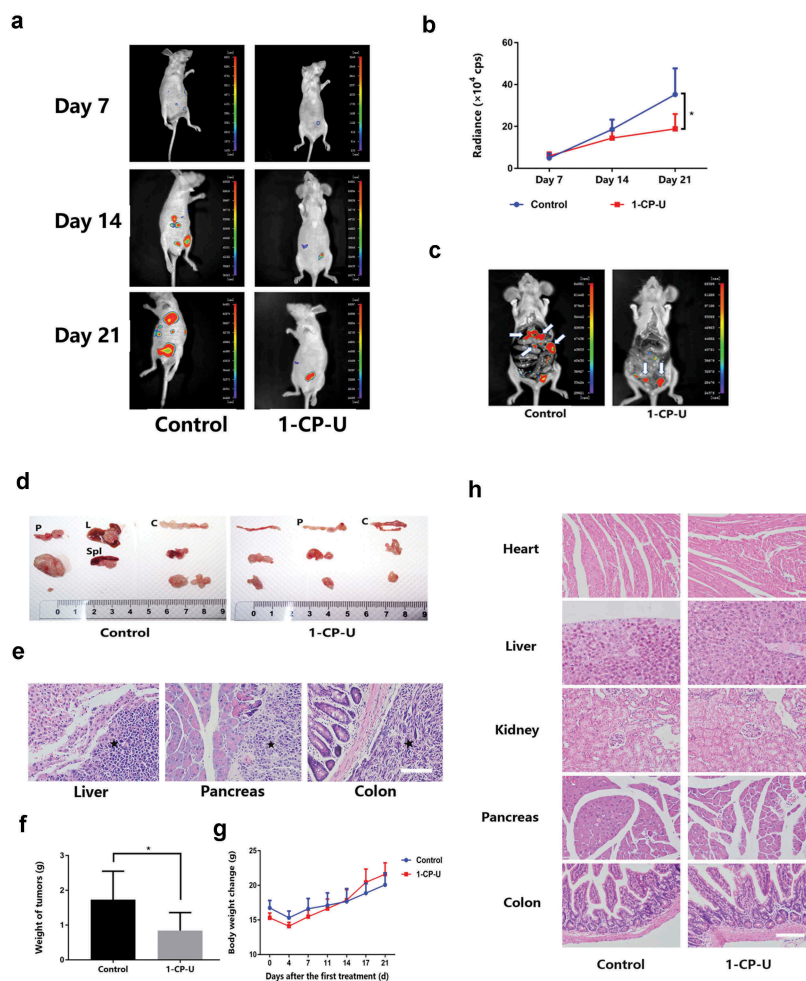 a
Day 7
Day 14
Day 21
Control
1-CP-U
b
Radiance (×10⁴ cps)
60
40
20
0
Day 7
Day 14
Day 21
Control
1-CP-U
c
Control
1-CP-U
d
P
L
C
Spl
0 1 2 3 4 5 6 7 8 9
Control
P
C
0 1 2 3 4 5 6 7 8 9
1-CP-U
*
e
Liver
Pancreas
Colon
f
Weight of tumors (g)
3
2
1
0
*
Control
1-CP-U
g
Body weight change (g)
25
20
15
10
0 4 7 11 14 17 21
Days after the first treatment (d)
Control
1-CP-U
h
Heart
Liver
Kidney
Pancreas
Colon
Control
1-CP-U